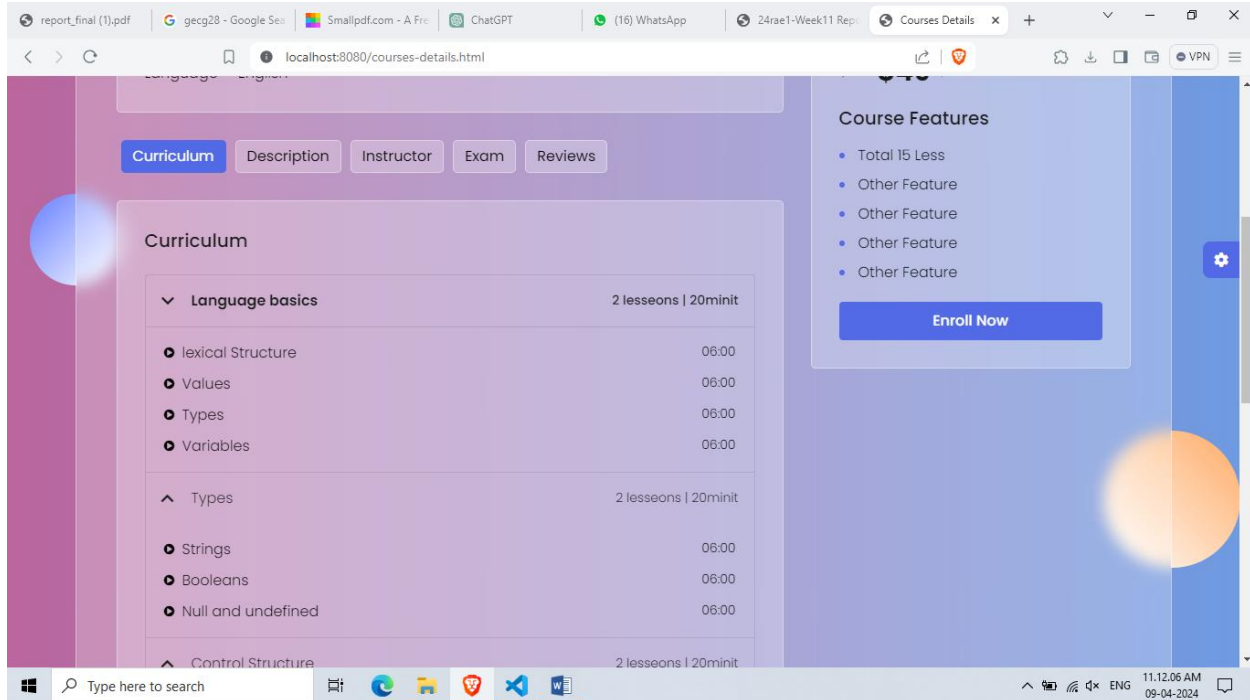 report_final (1).pdf
gecg28 - Google Sea
Smallpdf.com - A Fre
ChatGPT
(16) WhatsApp
24rae1-Week11 Repo
Courses Details
localhost:8080/courses-details.html
VPN
Language English
$40
Course Features
Total 15 Less
Other Feature
Other Feature
Other Feature
Other Feature
Enroll Now
Curriculum Description Instructor Exam Reviews
Curriculum
Language basics 2 lesseons | 20minit
lexical Structure 06:00
Values 06:00
Types 06:00
Variables 06:00
Types 2 lesseons | 20minit
Strings 06:00
Booleans 06:00
Null and undefined 06:00
Control Structure 2 lesseons | 20minit
Type here to search
ENG
11.12.06 AM
09-04-2024